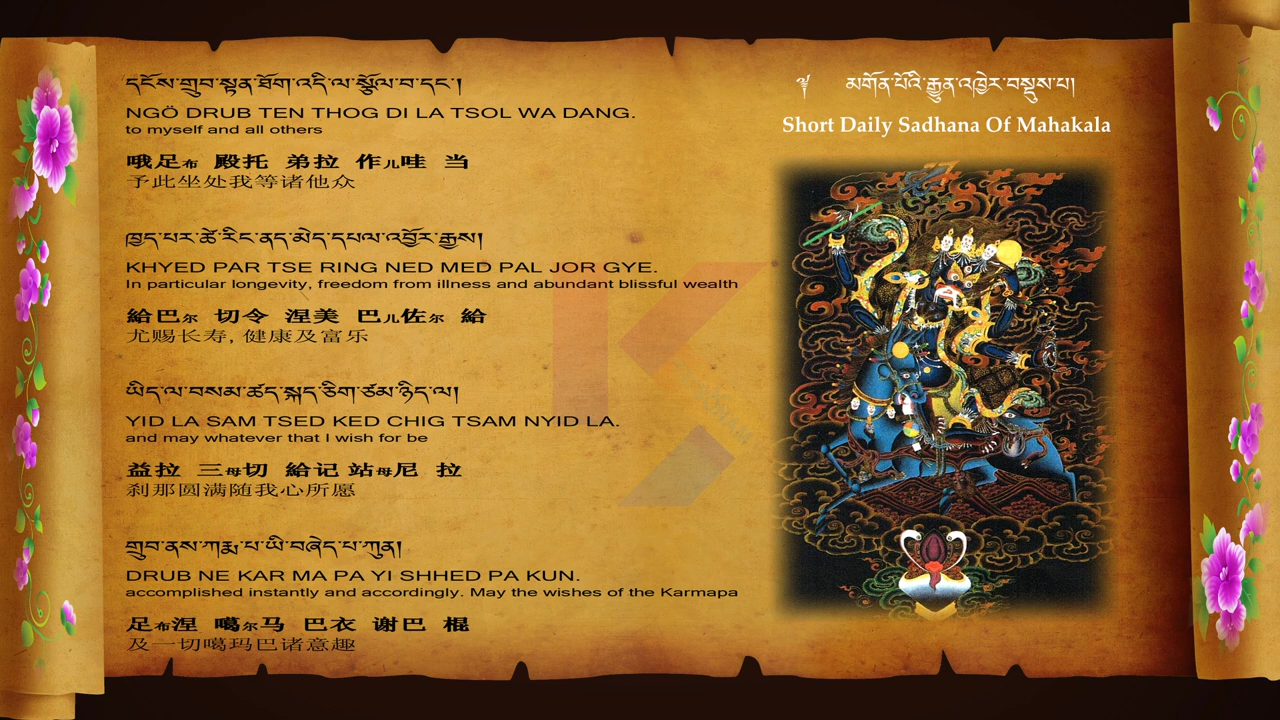 དངོས་གྲུབ་སྟན་ཐོག་འདི་ལ་སྩོལ་བ་དང་།
NGÖ DRUB TEN THOG DI LA TSOL WA DANG.
to myself and all others
哦足布 殿托 弟拉 作儿哇 当
予此坐处我等诸他众
ཁྱད་པར་ཚེ་རིང་ནད་མེད་དཔལ་འབྱོར་རྒྱས།
KHYED PAR TSE RING NED MED PAL JOR GYE.
In particular longevity, freedom from illness and abundant blissful wealth
給巴尔 切令 涅美 巴儿佐尔 給
尤赐长寿, 健康及富乐
ཡིད་ལ་བསམ་ཚད་སྐད་ཅིག་ཙམ་ཉིད་ལ།
YID LA SAM TSED KED CHIG TSAM NYID LA.
and may whatever that I wish for be
益拉 三母切 給记 站母尼 拉
刹那圆满随我心所愿
གྲུབ་ནས་ཀརྨ་པ་ཡི་བཞེད་པ་ཀུན།
DRUB NE KAR MA PA YI SHHED PA KUN.
accomplished instantly and accordingly. May the wishes of the Karmapa
足布涅 噶尔马 巴衣 谢巴 棍
及一切噶玛巴诸意趣
༄ མགོན་པོའི་རྒྱུན་འཁྱེར་བསྡུས་པ།
Short Daily Sadhana Of Mahakala